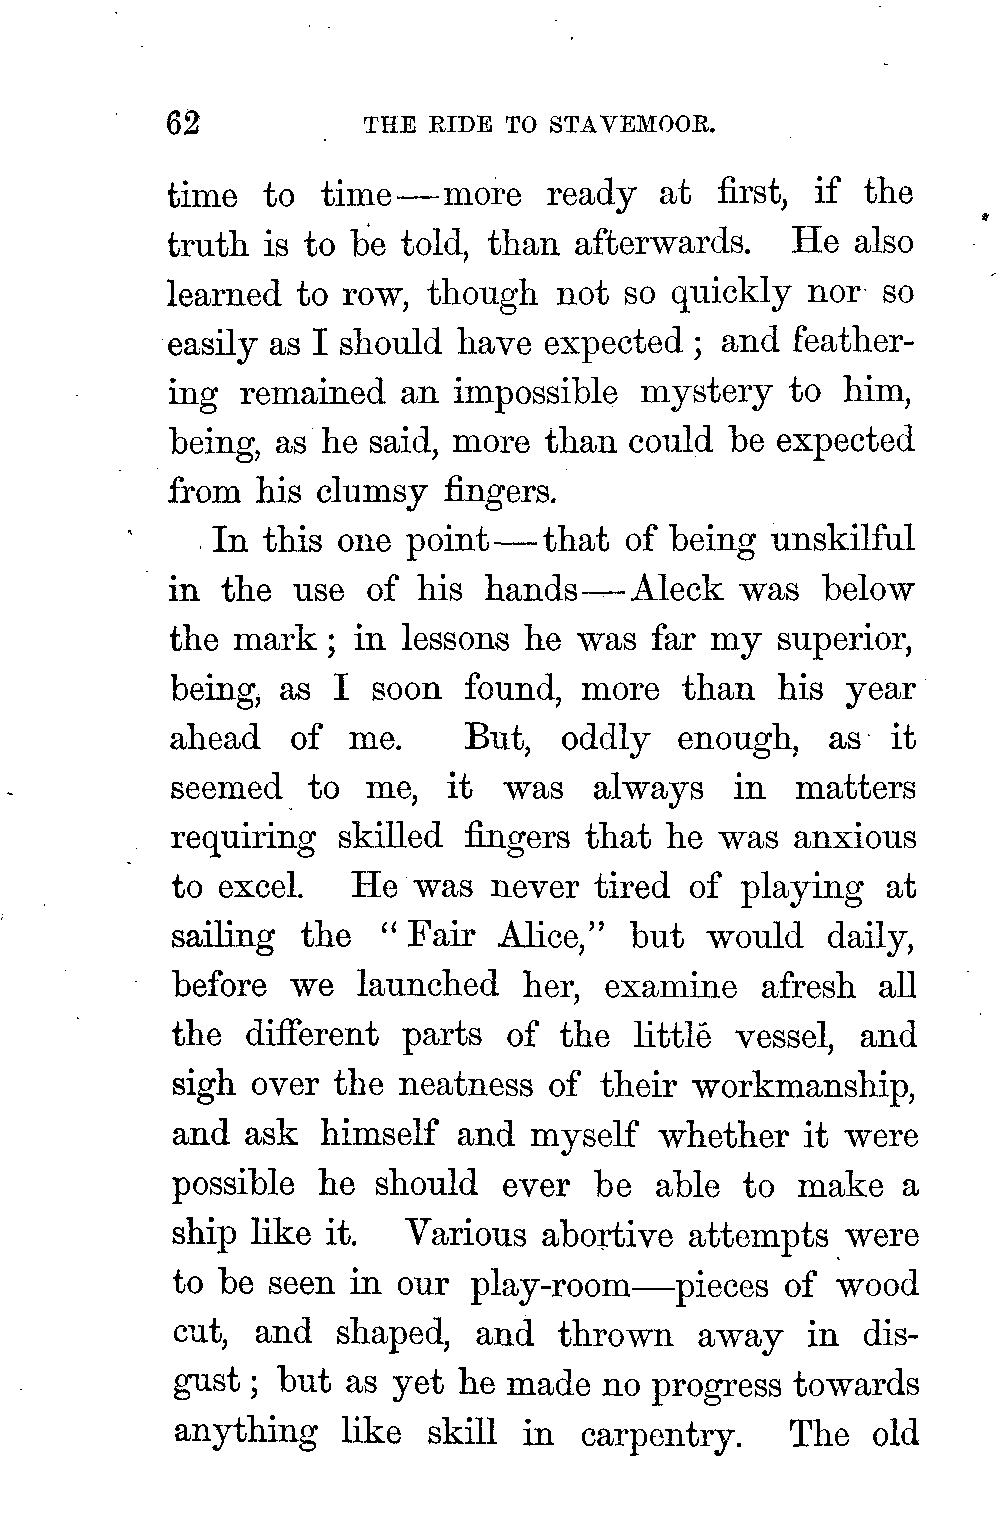 62 THE RIDE TO STAVEMOOR.
time to time—more ready at first, if the
truth is to be told, than afterwards. He also
learned to row, though not so quickly nor so
easily as I should have expected ; and feather-
ing remained an impossible mystery to him,
being, as he said, more than could be expected
from his clumsy fingers.
In this one point—that of being unskilful
in the use of his hands—Aleck was below
the mark ; in lessons he was far my superior,
being, as I soon found, more than his year
ahead of me. But, oddly enough, as it
seemed to me, it was always in matters
requiring skilled fingers that he was anxious
to excel. He was never tired of playing at
sailing the “ Fair Alice,” but would daily,
before we launched her, examine afresh all
the different parts of the little vessel, and
sigh over the neatness of their workmanship,
and ask himself and myself whether it were
possible he should ever be able to make a
ship like it. Various abortive attempts were
to be seen in our play-room—pieces of wood
cut, and shaped, and thrown away in dis-
gust ; but as yet he made no progress towards
anything like skill in carpentry. The old